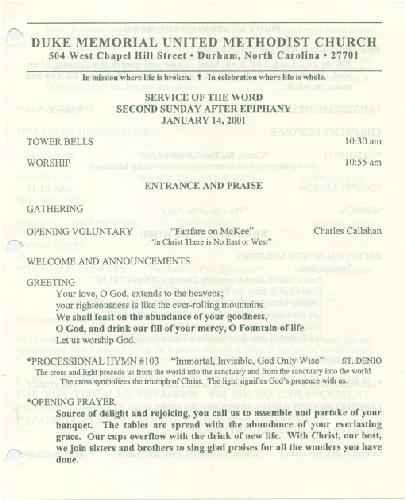 DUKE MEMORIAL UNITED METHODIST CHURCH
504 West Chapel Hill Street • Durham, North Carolina • 27701
In mission where life is broken. ✝ In celebration where life is whole.
SERVICE OF THE WORD
SECOND SUNDAY AFTER EPIPHANY
JANUARY 14, 2001
TOWER BELLS 10:30 am
WORSHIP 10:55 am
ENTRANCE AND PRAISE
GATHERING
OPENING VOLUNTARY "Fanfare on McKee" Charles Callahan
"In Christ There is No East or West"
WELCOME AND ANNOUNCEMENTS
GREETING
Your love, O God, extends to the heavens;
your righteousness is like the ever-rolling mountains.
We shall feast on the abundance of your goodness,
O God, and drink our fill of your mercy, O Fountain of life.
Let us worship God.
*PROCESSIONAL HYMN #103 "Immortal, Invisible, God Only Wise" ST. DENIO
The cross and light precede us from the world into the sanctuary and from the sanctuary into the world.
The cross symbolizes the triumph of Christ. The light signifies God's presence with us.
*OPENING PRAYER
Source of delight and rejoicing, you call us to assemble and partake of your
banquet. The tables are spread with the abundance of your everlasting
grace. Our cups overflow with the drink of new life. With Christ, our host,
we join sisters and brothers to sing glad praises for all the wonders you have
done.